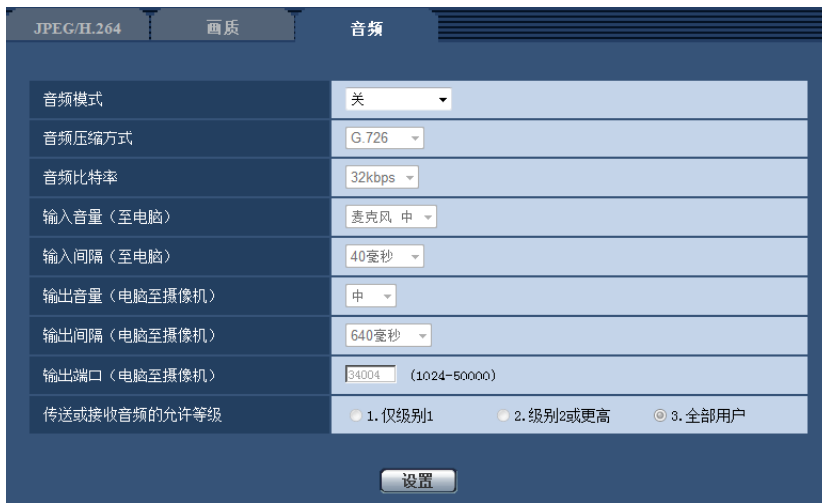 JPEG/H.264 画质 音频
音频模式 关
音频压缩方式 G.726
音频比特率 32kbps
输入音量（至电脑） 麦克风 中
输入间隔（至电脑） 40毫秒
输出音量（电脑至摄像机） 中
输出间隔（电脑至摄像机） 640毫秒
输出端口（电脑至摄像机） 34004 (1024-50000)
传送或接收音频的允许等级 1.仅级别1 2.级别2或更高 3.全部用户
设置